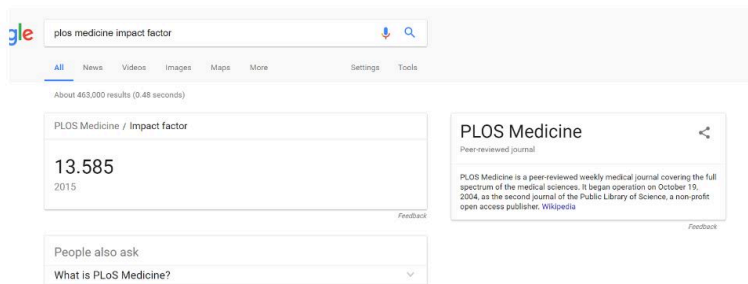 gle
plos medicine impact factor
All News Videos Images Maps More Settings Tools
About 463,000 results (0.48 seconds)
PLOS Medicine / Impact factor
13.585
2015
Feedback
People also ask
What is PLoS Medicine?
PLOS Medicine
Peer-reviewed journal
PLOS Medicine is a peer-reviewed weekly medical journal covering the full
spectrum of the medical sciences. It began operation on October 19,
2004, as the second journal of the Public Library of Science, a non-profit
open access publisher. Wikipedia
Feedback